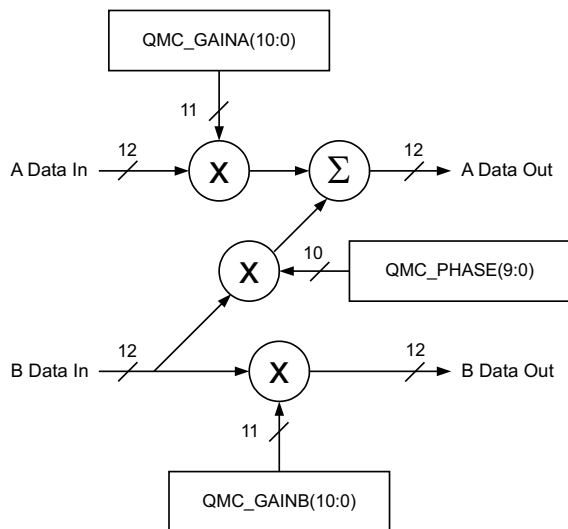 QMC_GAINA(10:0)
11
A Data In
12
X
Σ
12
A Data Out
X
10
QMC_PHASE(9:0)
B Data In
12
X
12
B Data Out
11
QMC_GAINB(10:0)